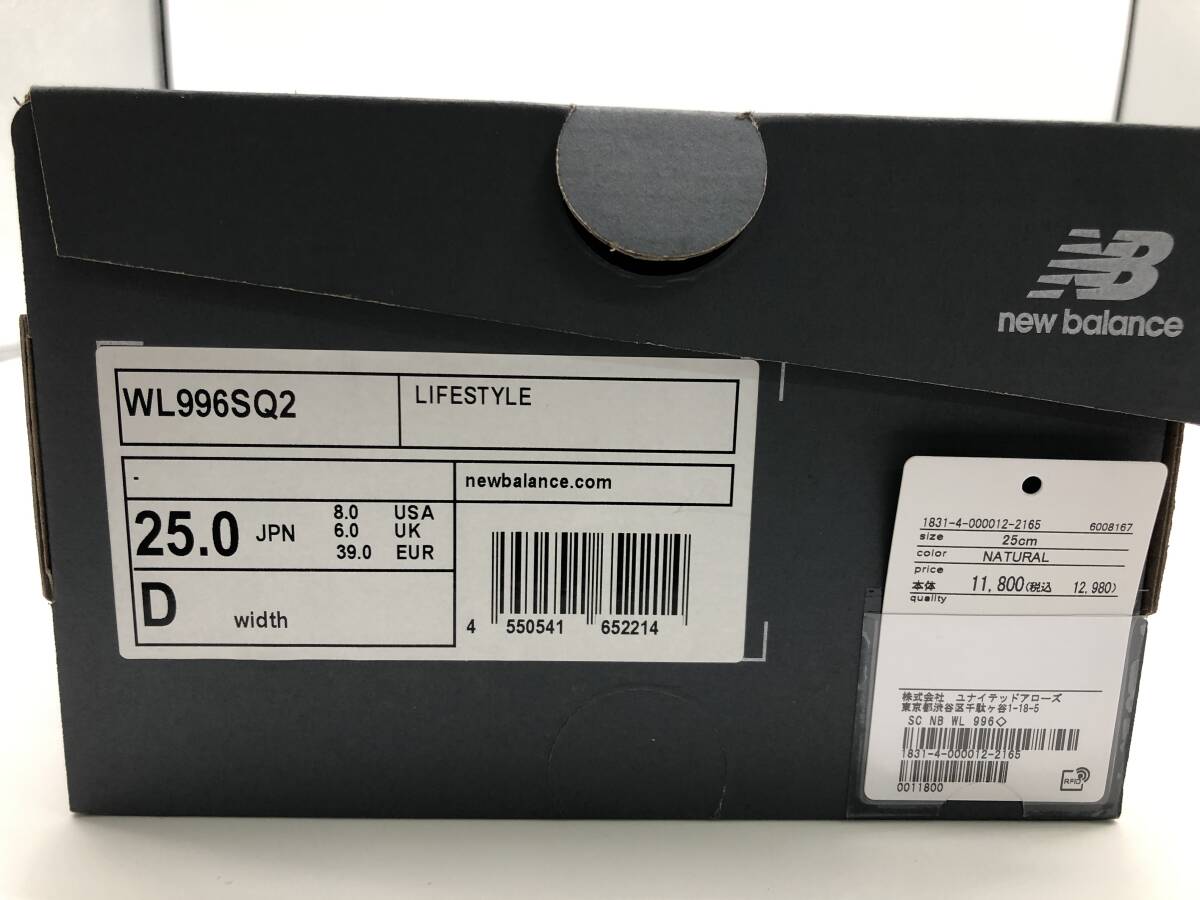 NB
new balance
WL996SQ2
LIFESTYLE
-
newbalance.com
25.0 JPN
8.0 USA
6.0 UK
39.0 EUR
D width
4 550541 652214
1831-4-000012-2165 6008167
size 25cm
color NATURAL
price
本体 11,800(税込 12,980)
quality
株式会社 ユナイテッドアローズ
東京都渋谷区千駄ヶ谷1-18-5
SC NB WL 996◇
1831-4-000012-2165
0011800
RFID